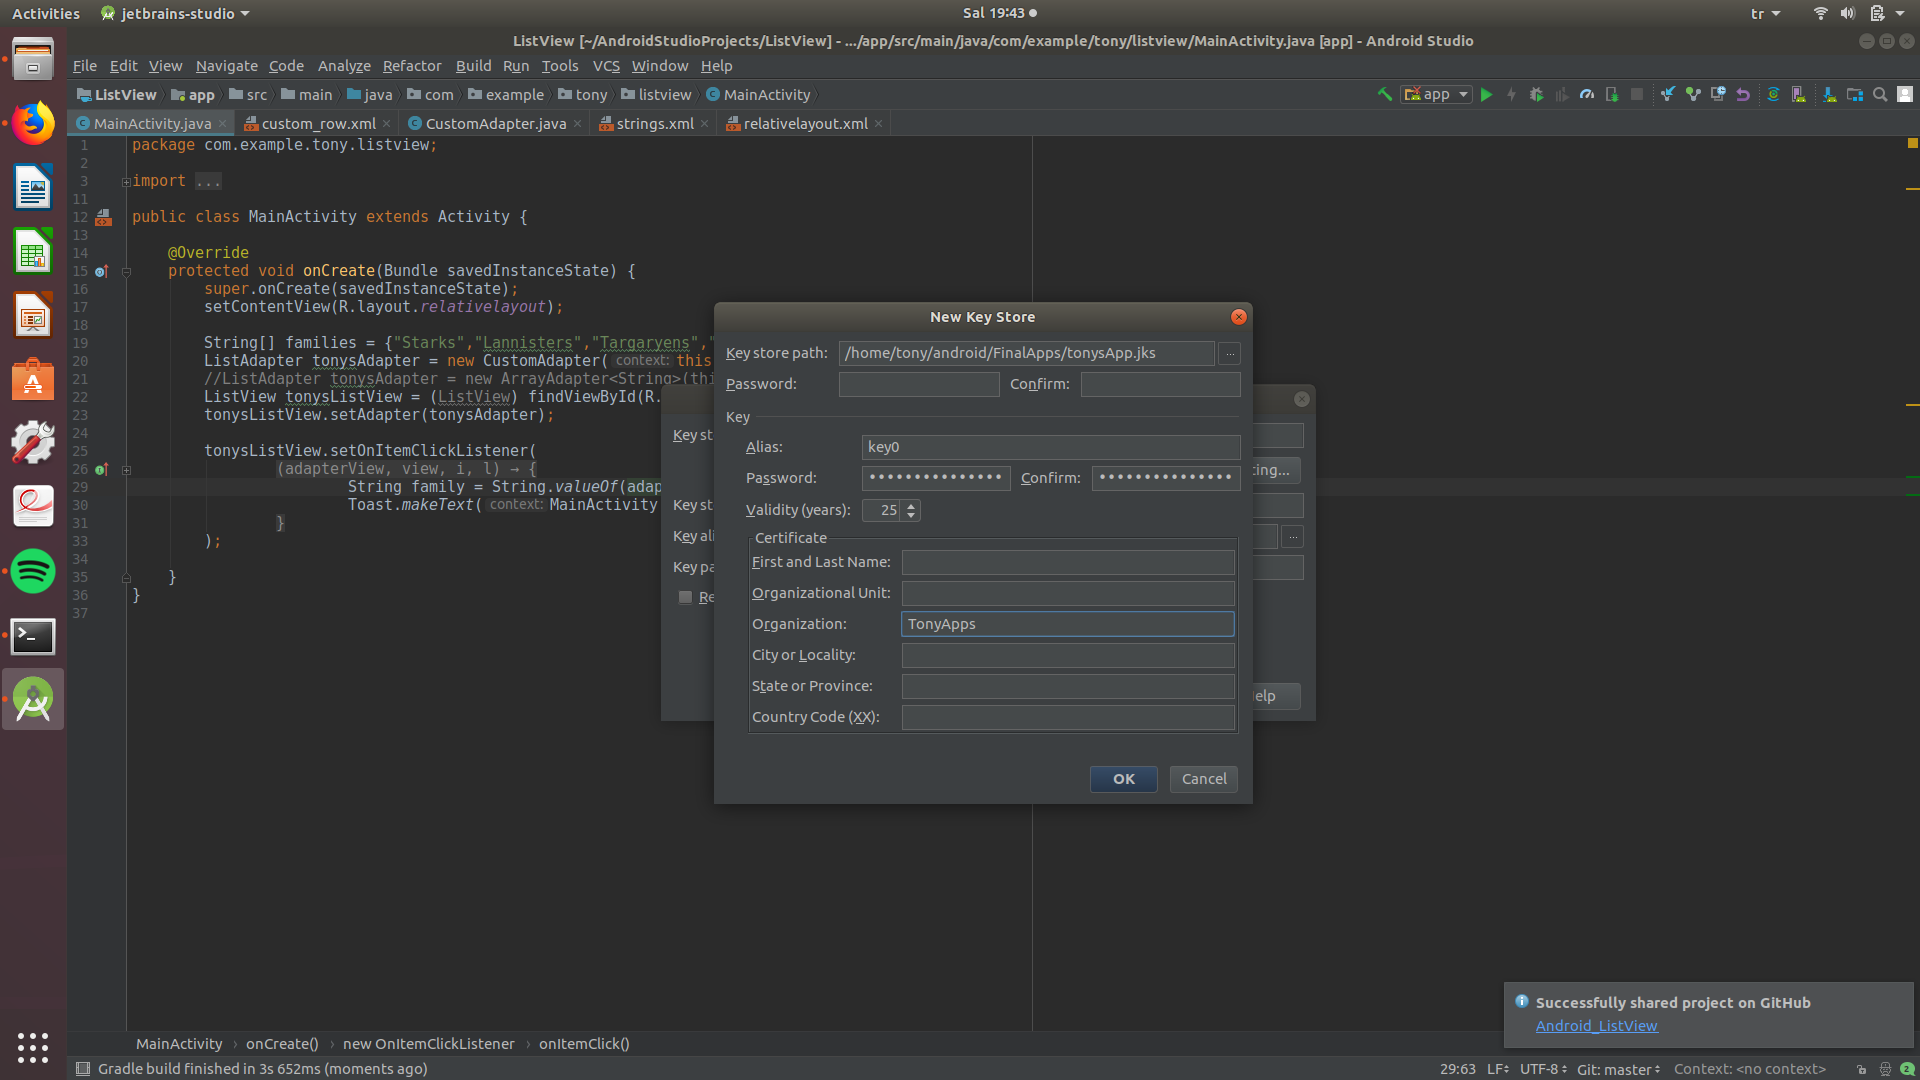 Activities jetbrains-studio Sal 19:43 tr
ListView [~/AndroidStudioProjects/ListView] - .../app/src/main/java/com/example/tony/listview/MainActivity.java [app] - Android Studio
File Edit View Navigate Code Analyze Refactor Build Run Tools VCS Window Help
ListView app src main java com example tony listview MainActivity app
MainActivity.java custom_row.xml CustomAdapter.java strings.xml relativelayout.xml
1 package com.example.tony.listview;
2
3 import ...
11
12 public class MainActivity extends Activity {
13
14 @Override
15 protected void onCreate(Bundle savedInstanceState) {
16 super.onCreate(savedInstanceState);
17 setContentView(R.layout.relativelayout);
18
19 String[] families = {"Starks","Lannisters","Targaryens","
20 ListAdapter tonysAdapter = new CustomAdapter( context: this
21 //ListAdapter tonysAdapter = new ArrayAdapter<String>(thi
22 ListView tonysListView = (ListView) findViewById(R.
23 tonysListView.setAdapter(tonysAdapter);
24
25 tonysListView.setOnItemClickListener(
26 (adapterView, view, i, l) → {
29 String family = String.valueOf(adap
30 Toast.makeText( context: MainActivity
31 }
33 );
34
35 }
36 }
37
New Key Store
Key store path: /home/tony/android/FinalApps/tonysApp.jks ...
Password: Confirm:
Key
Alias: key0
Password: ••••••••••••••• Confirm: •••••••••••••••
Validity (years): 25
Certificate
First and Last Name:
Organizational Unit:
Organization: TonyApps
City or Locality:
State or Province:
Country Code (XX):
OK Cancel
Key st
ing...
Key st
Key ali ...
Key pa
Re
elp
Successfully shared project on GitHub
Android_ListView
MainActivity › onCreate() › new OnItemClickListener › onItemClick()
Gradle build finished in 3s 652ms (moments ago) 29:63 LF UTF-8 Git: master Context: <no context> 2